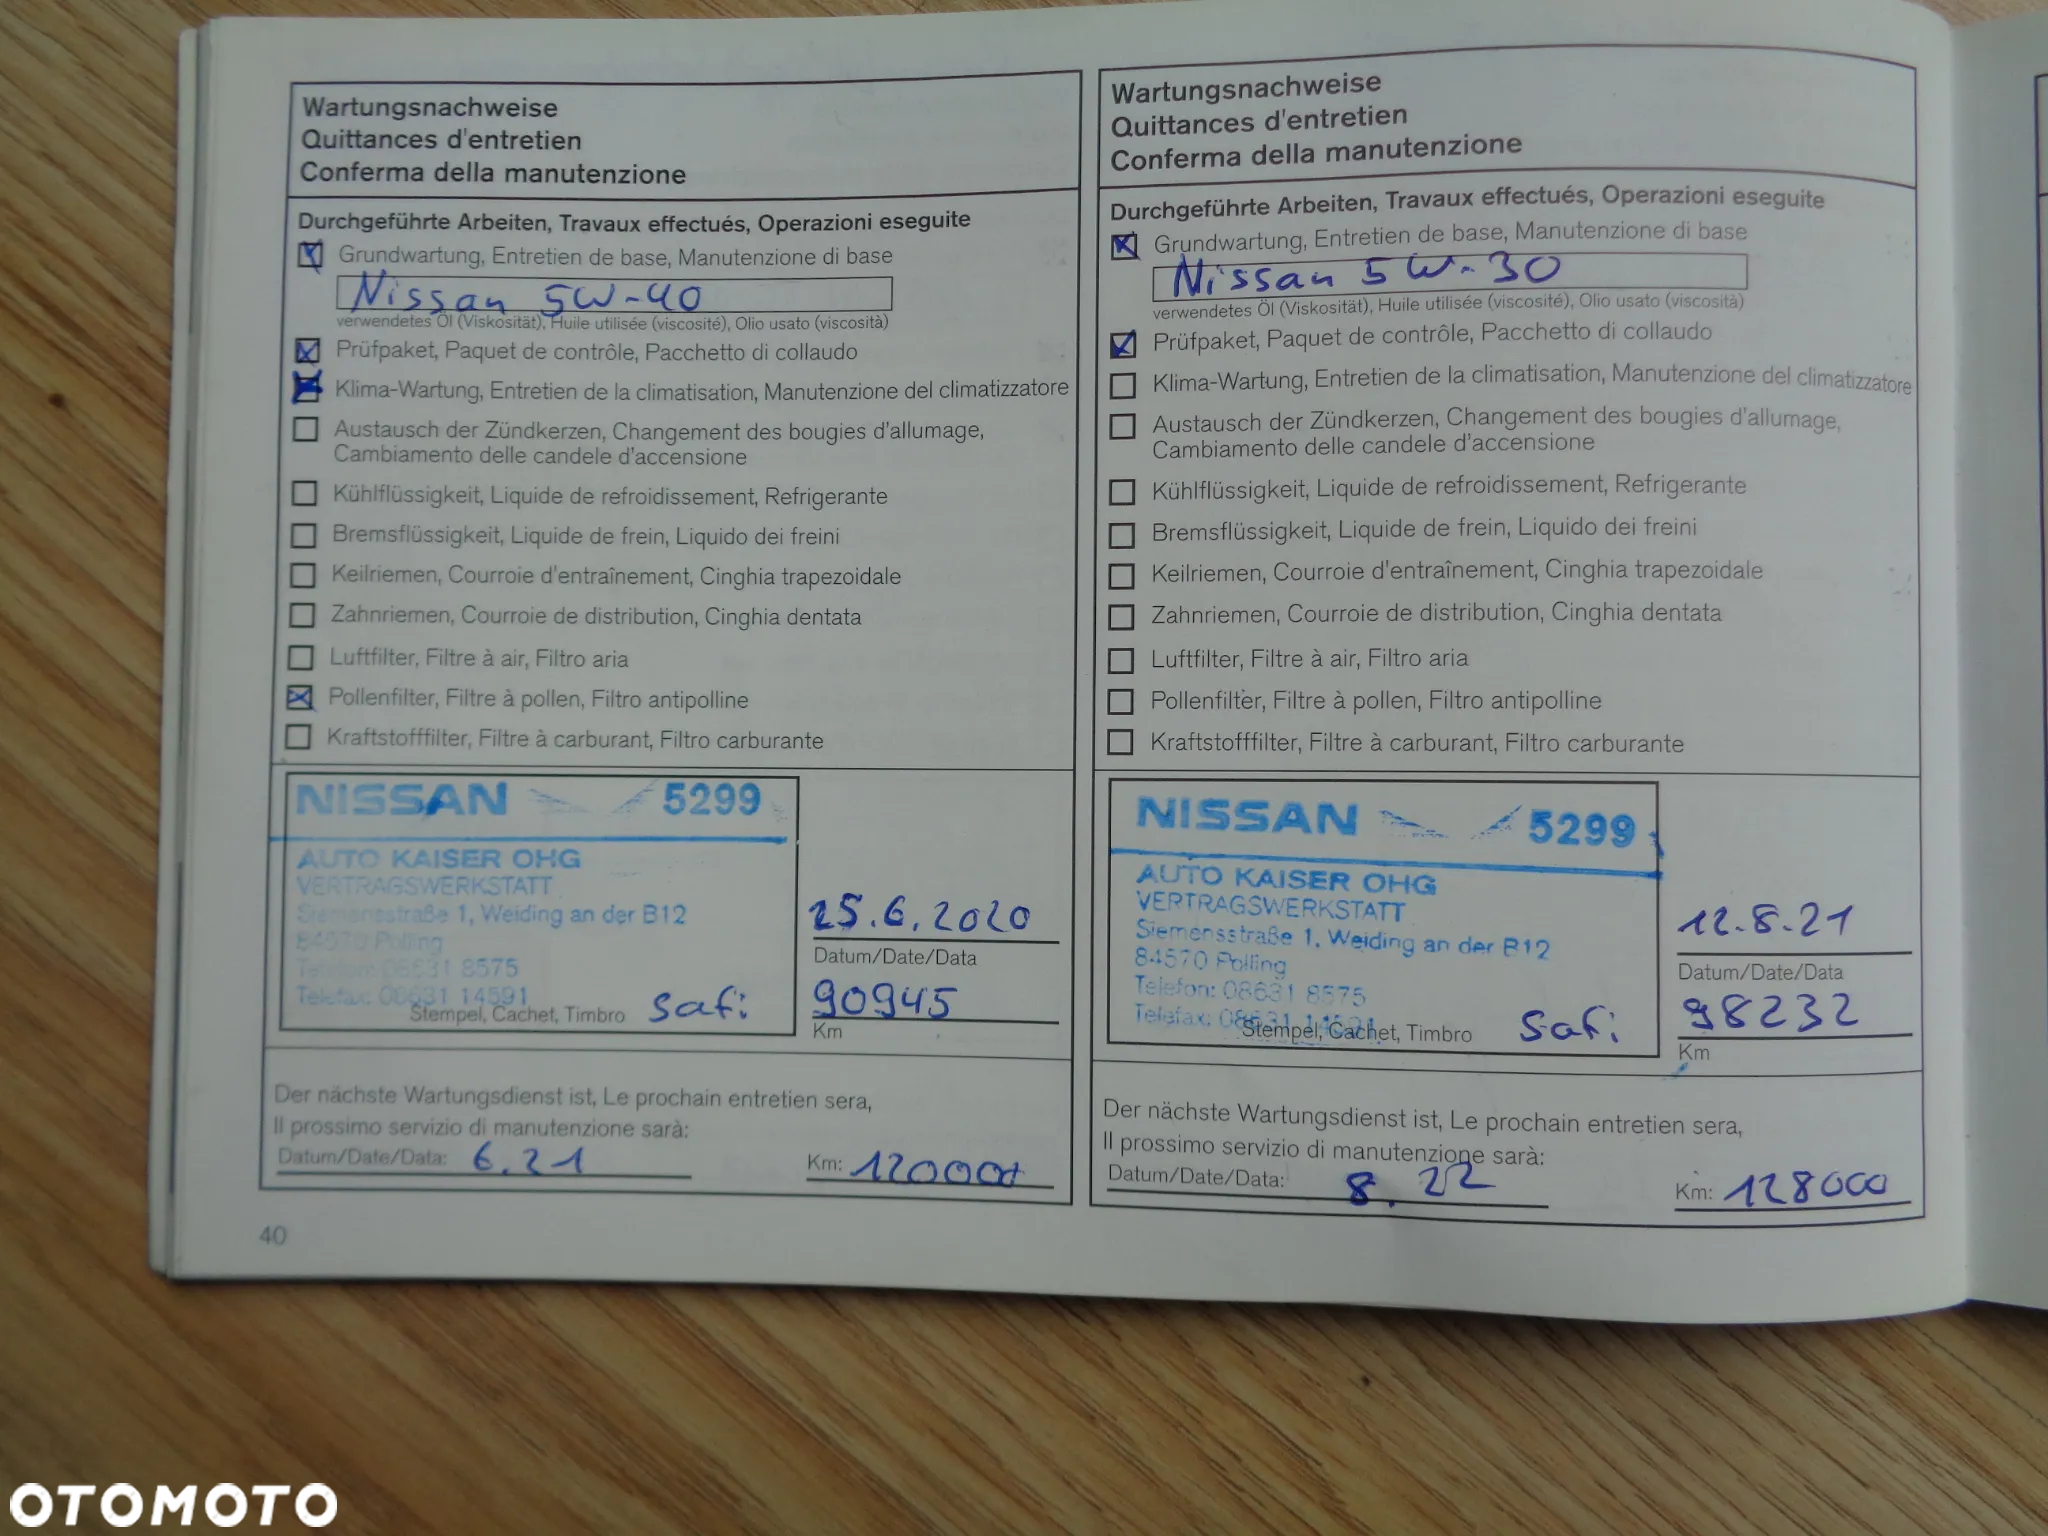 Wartungsnachweise
Quittances d'entretien
Conferma della manutenzione
Durchgeführte Arbeiten, Travaux effectués, Operazioni eseguite
Grundwartung, Entretien de base, Manutenzione di base
Nissan 5W-40
verwendetes Öl (Viskosität), Huile utilisée (viscosité), Olio usato (viscosità)
Prüfpaket, Paquet de contrôle, Pacchetto di collaudo
Klima-Wartung, Entretien de la climatisation, Manutenzione del climatizzatore
Austausch der Zündkerzen, Changement des bougies d'allumage,
Cambiamento delle candele d'accensione
Kühlflüssigkeit, Liquide de refroidissement, Refrigerante
Bremsflüssigkeit, Liquide de frein, Liquido dei freini
Keilriemen, Courroie d'entraînement, Cinghia trapezoidale
Zahnriemen, Courroie de distribution, Cinghia dentata
Luftfilter, Filtre à air, Filtro aria
Pollenfilter, Filtre à pollen, Filtro antipolline
Kraftstofffilter, Filtre à carburant, Filtro carburante
NISSAN 5299
AUTO KAISER OHG
VERTRAGSWERKSTATT
Siemensstraße 1, Weiding an der B12
84570 Polling
Telefon: 08631 8575
Telefax: 08631 14591
Stempel, Cachet, Timbro
Safi
25.6.2020
Datum/Date/Data
90945
Km
Der nächste Wartungsdienst ist, Le prochain entretien sera,
Il prossimo servizio di manutenzione sarà:
Datum/Date/Data: 6.21
Km: 120000
40
Wartungsnachweise
Quittances d'entretien
Conferma della manutenzione
Durchgeführte Arbeiten, Travaux effectués, Operazioni eseguite
Grundwartung, Entretien de base, Manutenzione di base
Nissan 5W-30
verwendetes Öl (Viskosität), Huile utilisée (viscosité), Olio usato (viscosità)
Prüfpaket, Paquet de contrôle, Pacchetto di collaudo
Klima-Wartung, Entretien de la climatisation, Manutenzione del climatizzatore
Austausch der Zündkerzen, Changement des bougies d'allumage,
Cambiamento delle candele d'accensione
Kühlflüssigkeit, Liquide de refroidissement, Refrigerante
Bremsflüssigkeit, Liquide de frein, Liquido dei freini
Keilriemen, Courroie d'entraînement, Cinghia trapezoidale
Zahnriemen, Courroie de distribution, Cinghia dentata
Luftfilter, Filtre à air, Filtro aria
Pollenfilter, Filtre à pollen, Filtro antipolline
Kraftstofffilter, Filtre à carburant, Filtro carburante
NISSAN 5299
AUTO KAISER OHG
VERTRAGSWERKSTATT
Siemensstraße 1, Weiding an der B12
84570 Polling
Telefon: 08631 8575
Telefax: 08631 14591
Stempel, Cachet, Timbro
Safi
12.8.21
Datum/Date/Data
98232
Km
Der nächste Wartungsdienst ist, Le prochain entretien sera,
Il prossimo servizio di manutenzione sarà:
Datum/Date/Data: 8.22
Km: 128000
OTOMOTO